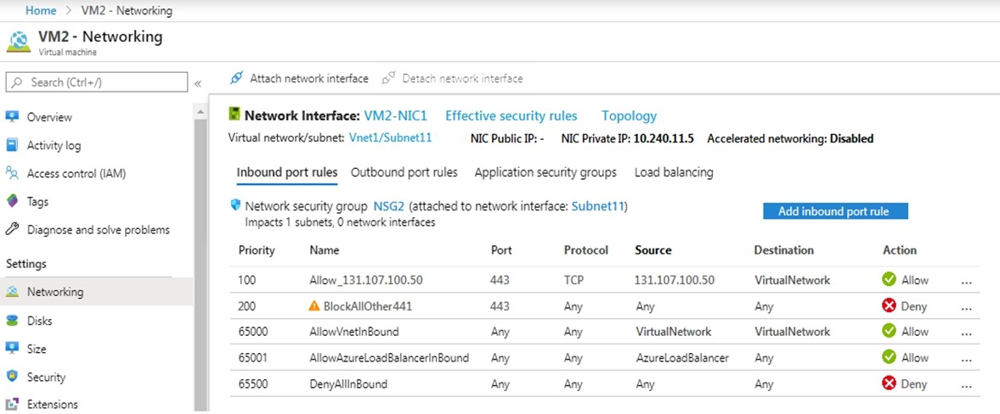 Home > VM2 - Networking
VM2 - Networking
Virtual machine
Search (Ctrl+/)
«
Attach network interface Detach network interface
Overview
Activity log
Access control (IAM)
Tags
Diagnose and solve problems
Settings
Networking
Disks
Size
Security
Extensions
Network Interface: VM2-NIC1 Effective security rules Topology
Virtual network/subnet: Vnet1/Subnet11 NIC Public IP: - NIC Private IP: 10.240.11.5 Accelerated networking: Disabled
Inbound port rules Outbound port rules Application security groups Load balancing
Network security group NSG2 (attached to network interface: Subnet11)
Impacts 1 subnets, 0 network interfaces
Add inbound port rule
Priority Name Port Protocol Source Destination Action
100 Allow_131.107.100.50 443 TCP 131.107.100.50 VirtualNetwork Allow ...
200 BlockAllOther441 443 Any Any Any Deny ...
65000 AllowVnetInBound Any Any VirtualNetwork VirtualNetwork Allow ...
65001 AllowAzureLoadBalancerInBound Any Any AzureLoadBalancer Any Allow ...
65500 DenyAllInBound Any Any Any Any Deny ...